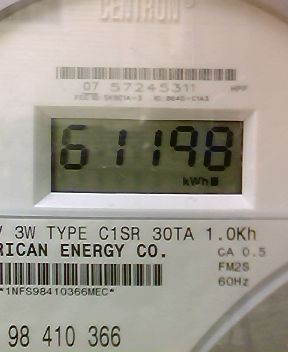 CENTRON®
07 57245311 HPP
61198
kWh
V 3W TYPE C1SR 30TA 1.0Kh
RICAN ENERGY CO.
CA 0.5
FM2S
60Hz
*1NFS98410366MEC*
98 410 366